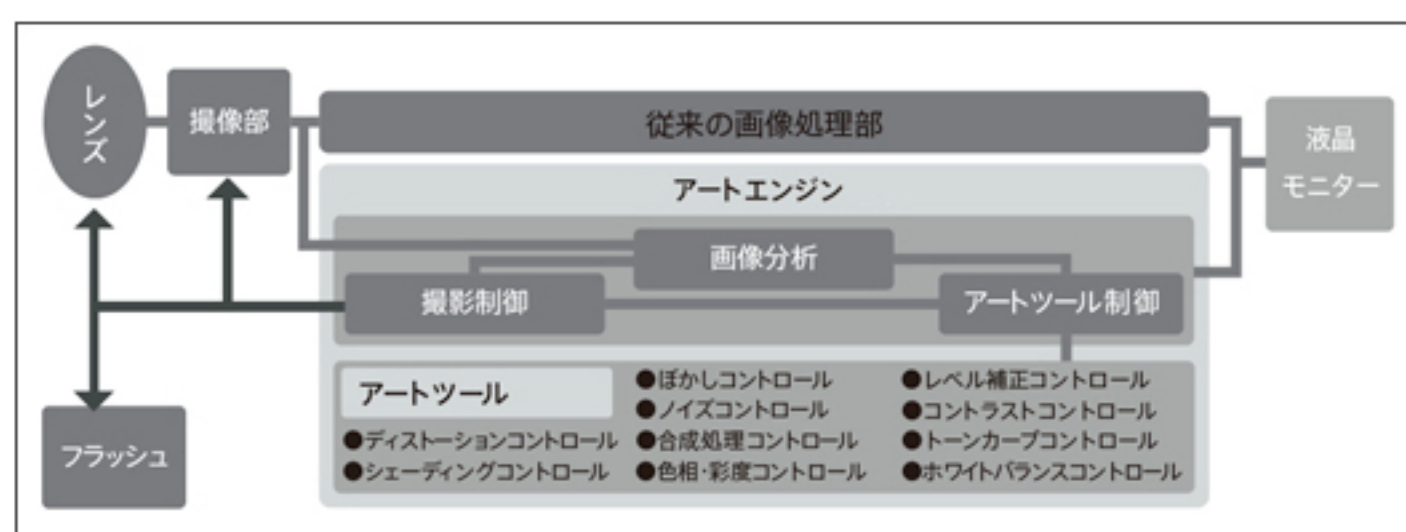 レンズ
撮像部
従来の画像処理部
液晶
モニター
アートエンジン
画像分析
撮影制御
アートツール制御
フラッシュ
アートツール
●ディストーションコントロール
●シェーディングコントロール
●ぼかしコントロール
●ノイズコントロール
●合成処理コントロール
●色相・彩度コントロール
●レベル補正コントロール
●コントラストコントロール
●トーンカーブコントロール
●ホワイトバランスコントロール